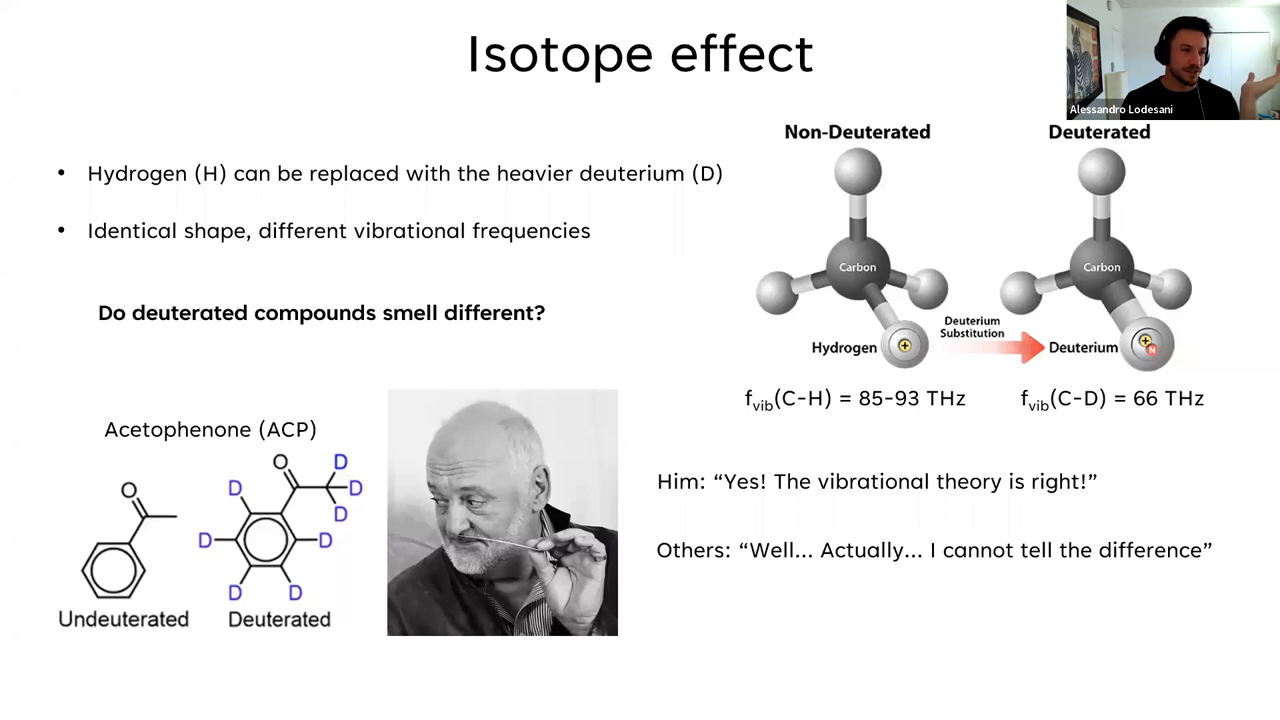 Isotope effect
Alessandro Lodesani
• Hydrogen (H) can be replaced with the heavier deuterium (D)
• Identical shape, different vibrational frequencies
Do deuterated compounds smell different?
Non-Deuterated
Deuterated
Carbon
Carbon
Deuterium
Substitution
Hydrogen
+
Deuterium
+
N
fvib(C-H) = 85-93 THz
fvib(C-D) = 66 THz
Acetophenone (ACP)
O
Undeuterated
O
D
D
D
D
D
D
D
D
Deuterated
Him: “Yes! The vibrational theory is right!”
Others: “Well... Actually... I cannot tell the difference”